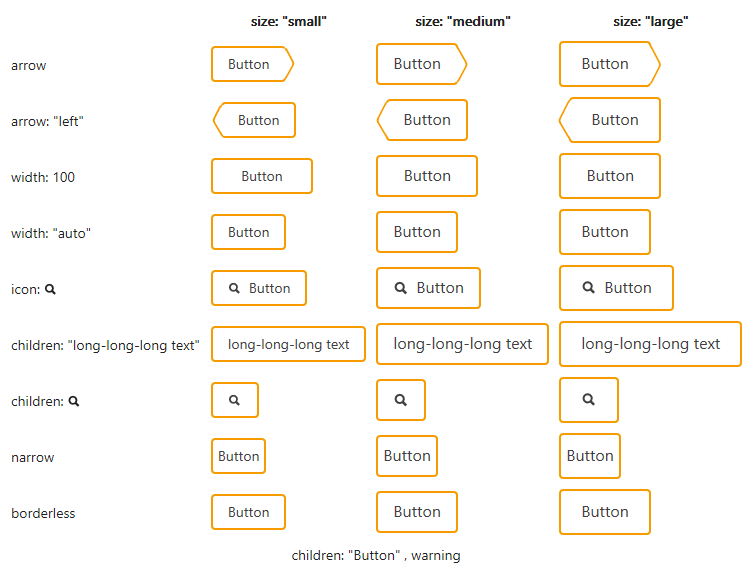 size: "small" size: "medium" size: "large"
arrow Button Button Button
arrow: "left" Button Button Button
width: 100 Button Button Button
width: "auto" Button Button Button
icon: Button Button Button
children: "long-long-long text" long-long-long text long-long-long text long-long-long text
children:
narrow Button Button Button
borderless Button Button Button
children: "Button" , warning